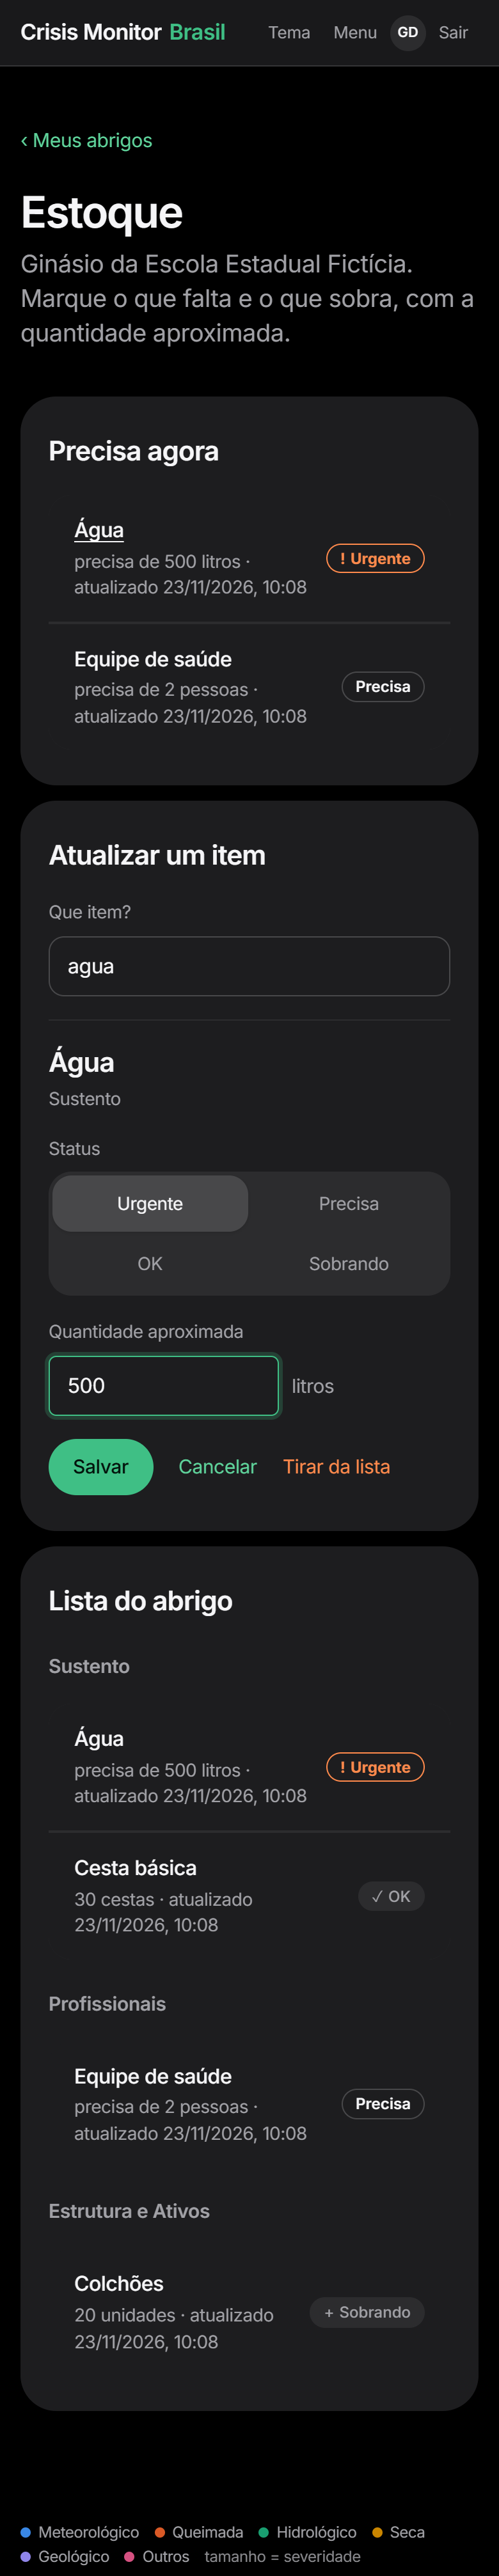 Crisis Monitor Brasil Tema Menu GD Sair
‹ Meus abrigos
Estoque
Ginásio da Escola Estadual Fictícia.
Marque o que falta e o que sobra, com a
quantidade aproximada.
Precisa agora
Água
precisa de 500 litros ·
atualizado 23/11/2026, 10:08
! Urgente
Equipe de saúde
precisa de 2 pessoas ·
atualizado 23/11/2026, 10:08
Precisa
Atualizar um item
Que item?
agua
Água
Sustento
Status
Urgente Precisa
OK Sobrando
Quantidade aproximada
500 litros
Salvar Cancelar Tirar da lista
Lista do abrigo
Sustento
Água
precisa de 500 litros ·
atualizado 23/11/2026, 10:08
! Urgente
Cesta básica
30 cestas · atualizado
23/11/2026, 10:08
✓ OK
Profissionais
Equipe de saúde
precisa de 2 pessoas ·
atualizado 23/11/2026, 10:08
Precisa
Estrutura e Ativos
Colchões
20 unidades · atualizado
23/11/2026, 10:08
+ Sobrando
Meteorológico Queimada Hidrológico Seca
Geológico Outros tamanho = severidade